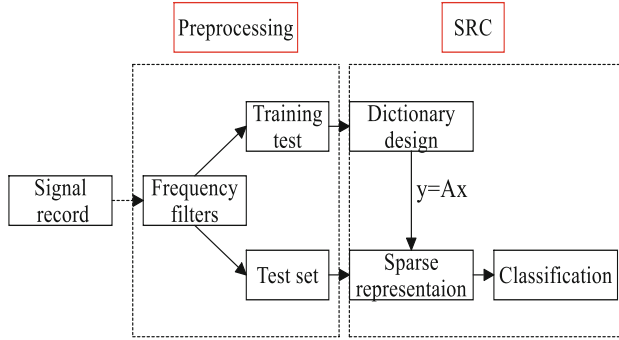 Preprocessing
SRC
Training
test
Dictionary
design
Signal
record
Frequency
filters
y=Ax
Test set
Sparse
representaion
Classification